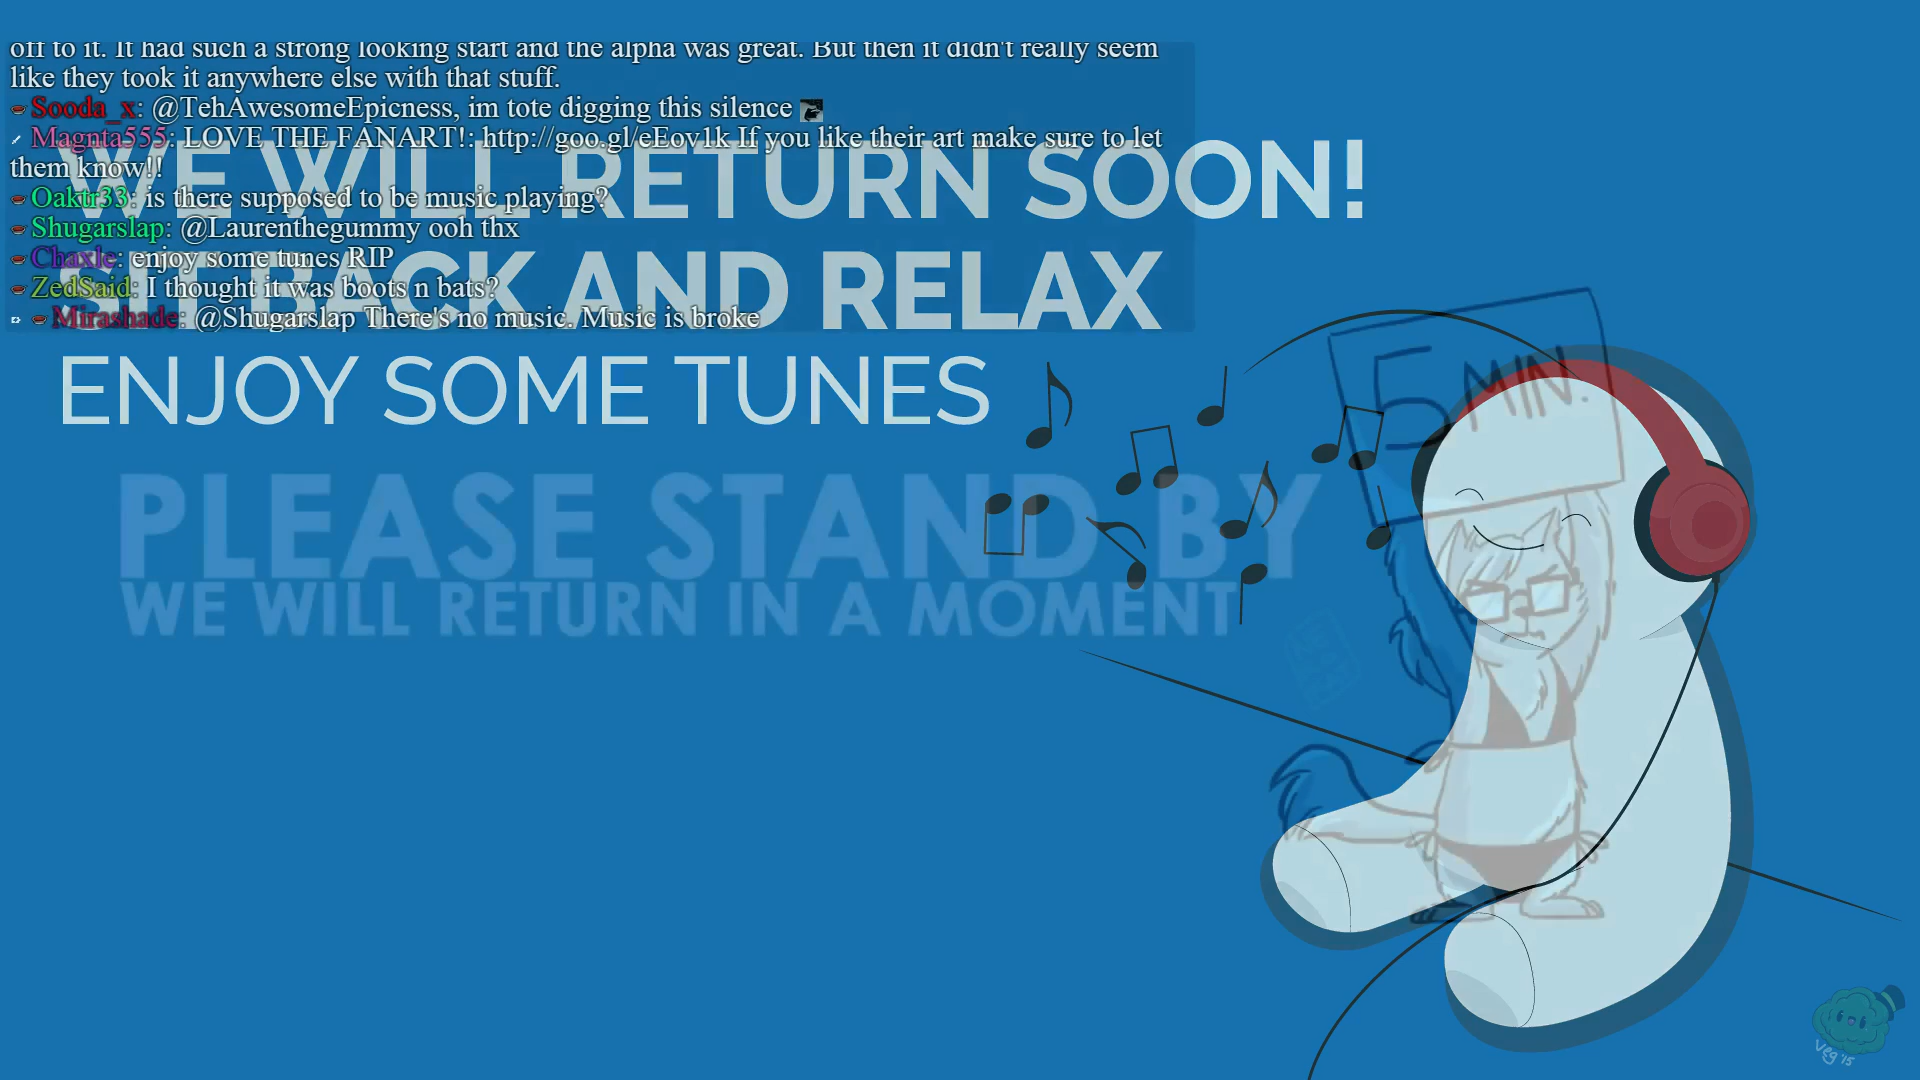 off to it. It had such a strong looking start and the alpha was great. But then it didn't really seem
like they took it anywhere else with that stuff.
Sooda_x: @TehAwesomeEpicness, im tote digging this silence
Magnta555: LOVE THE FANART!: http://goo.gl/eEov1k If you like their art make sure to let
them know!!
Oaktr33: is there supposed to be music playing?
Shugarslap: @Laurenthegummy ooh thx
Chaxle: enjoy some tunes RIP
ZedSaid: I thought it was boots n bats?
Mirashade: @Shugarslap There's no music. Music is broke
WE WILL RETURN SOON!
SIT BACK AND RELAX
ENJOY SOME TUNES
5 MIN.
PLEASE STAND BY
WE WILL RETURN IN A MOMENT
Veg '15